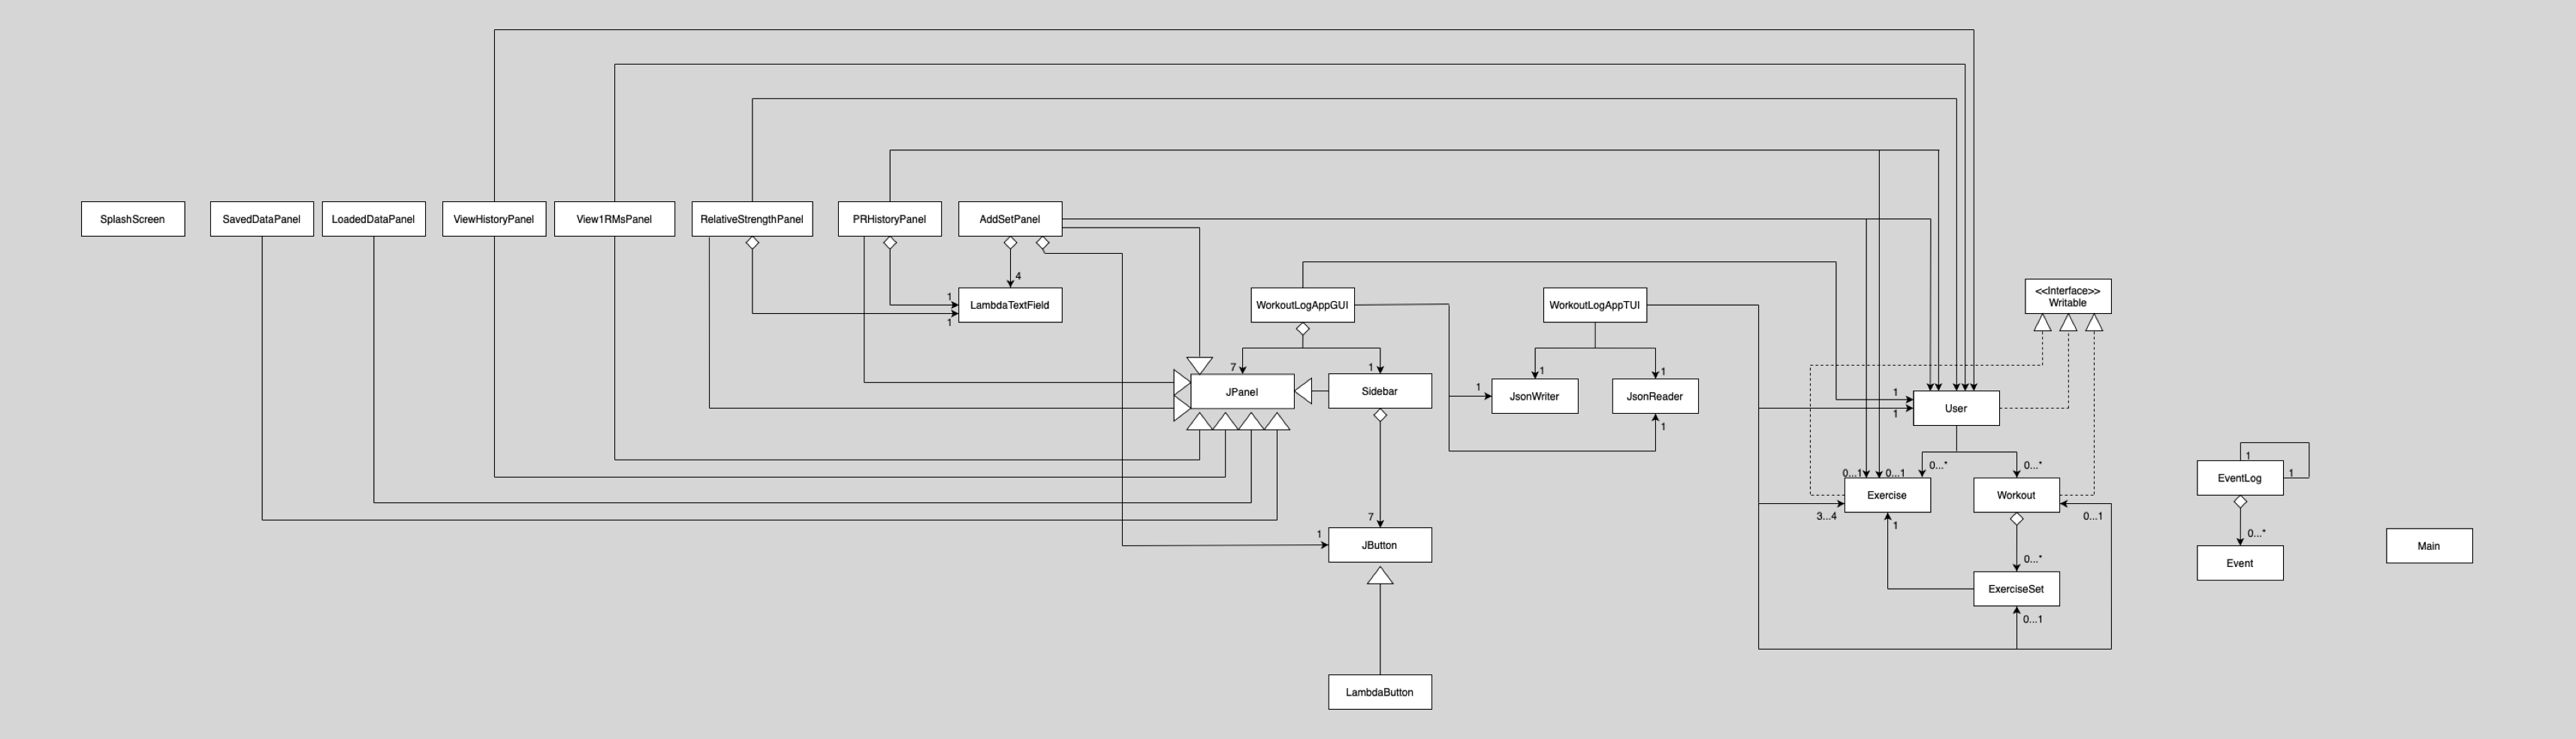 SplashScreen
SavedDataPanel
LoadedDataPanel
ViewHistoryPanel
View1RMsPanel
RelativeStrengthPanel
PRHistoryPanel
AddSetPanel
4
1
LambdaTextField
1
WorkoutLogAppGUI
WorkoutLogAppTUI
<<Interface>>
Writable
7
1
1
1
JPanel
Sidebar
1
JsonWriter
JsonReader
1
1
User
1
0...1
0...1
0...*
0...*
Exercise
Workout
3...4
1
0...1
7
1
JButton
0...*
ExerciseSet
0...1
LambdaButton
1
EventLog
1
0...*
Event
Main